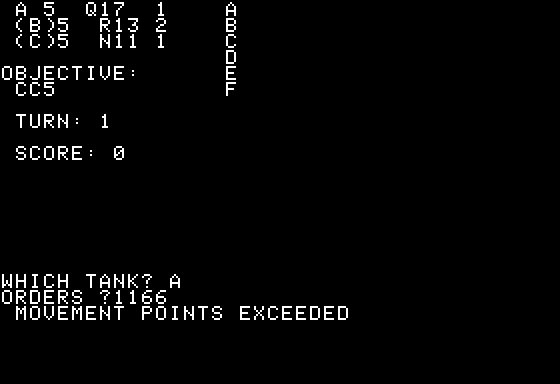 A 5  Q17  1    A
(B)5  R13 2    B
(C)5  N11 1    C
D
OBJECTIVE:     E
CC5            F
TURN: 1
SCORE: 0
WHICH TANK? A
ORDERS ?1166
MOVEMENT POINTS EXCEEDED